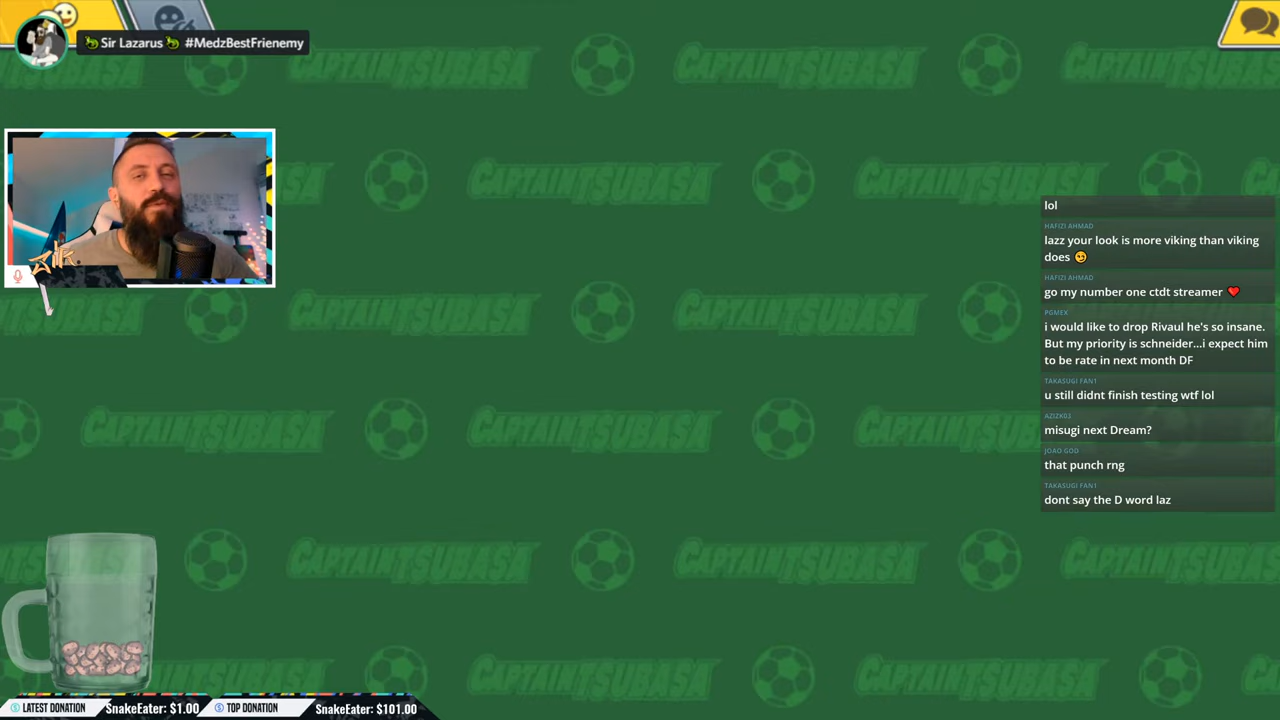 🐉Sir Lazarus 🐉 #MedzBestFrienemy
CAPTAIN TSUBASA
lol
HAFIZI AHMAD
lazz your look is more viking than viking
does 😏
HAFIZI AHMAD
go my number one ctdt streamer ❤️
PGMEX
i would like to drop Rivaul he's so insane.
But my priority is schneider...i expect him
to be rate in next month DF
TAKASUGI FAN1
u still didnt finish testing wtf lol
AZIZK03
misugi next Dream?
JOAO GOD
that punch rng
TAKASUGI FAN1
dont say the D word laz
LATEST DONATION SnakeEater: $1.00 TOP DONATION SnakeEater: $101.00